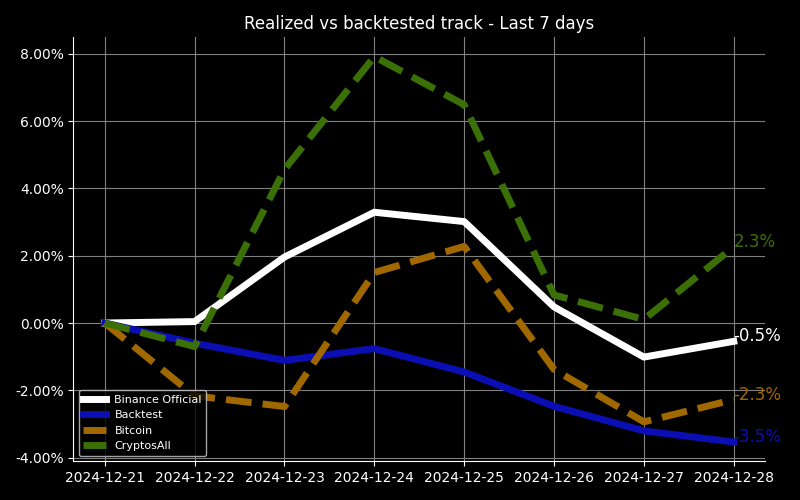 Realized vs backtested track - Last 7 days
8.00%
6.00%
4.00%
2.00%
0.00%
-2.00%
-4.00%
2.3%
-0.5%
-2.3%
-3.5%
Binance Official
Backtest
Bitcoin
CryptosAll
2024-12-21 2024-12-22 2024-12-23 2024-12-24 2024-12-25 2024-12-26 2024-12-27 2024-12-28